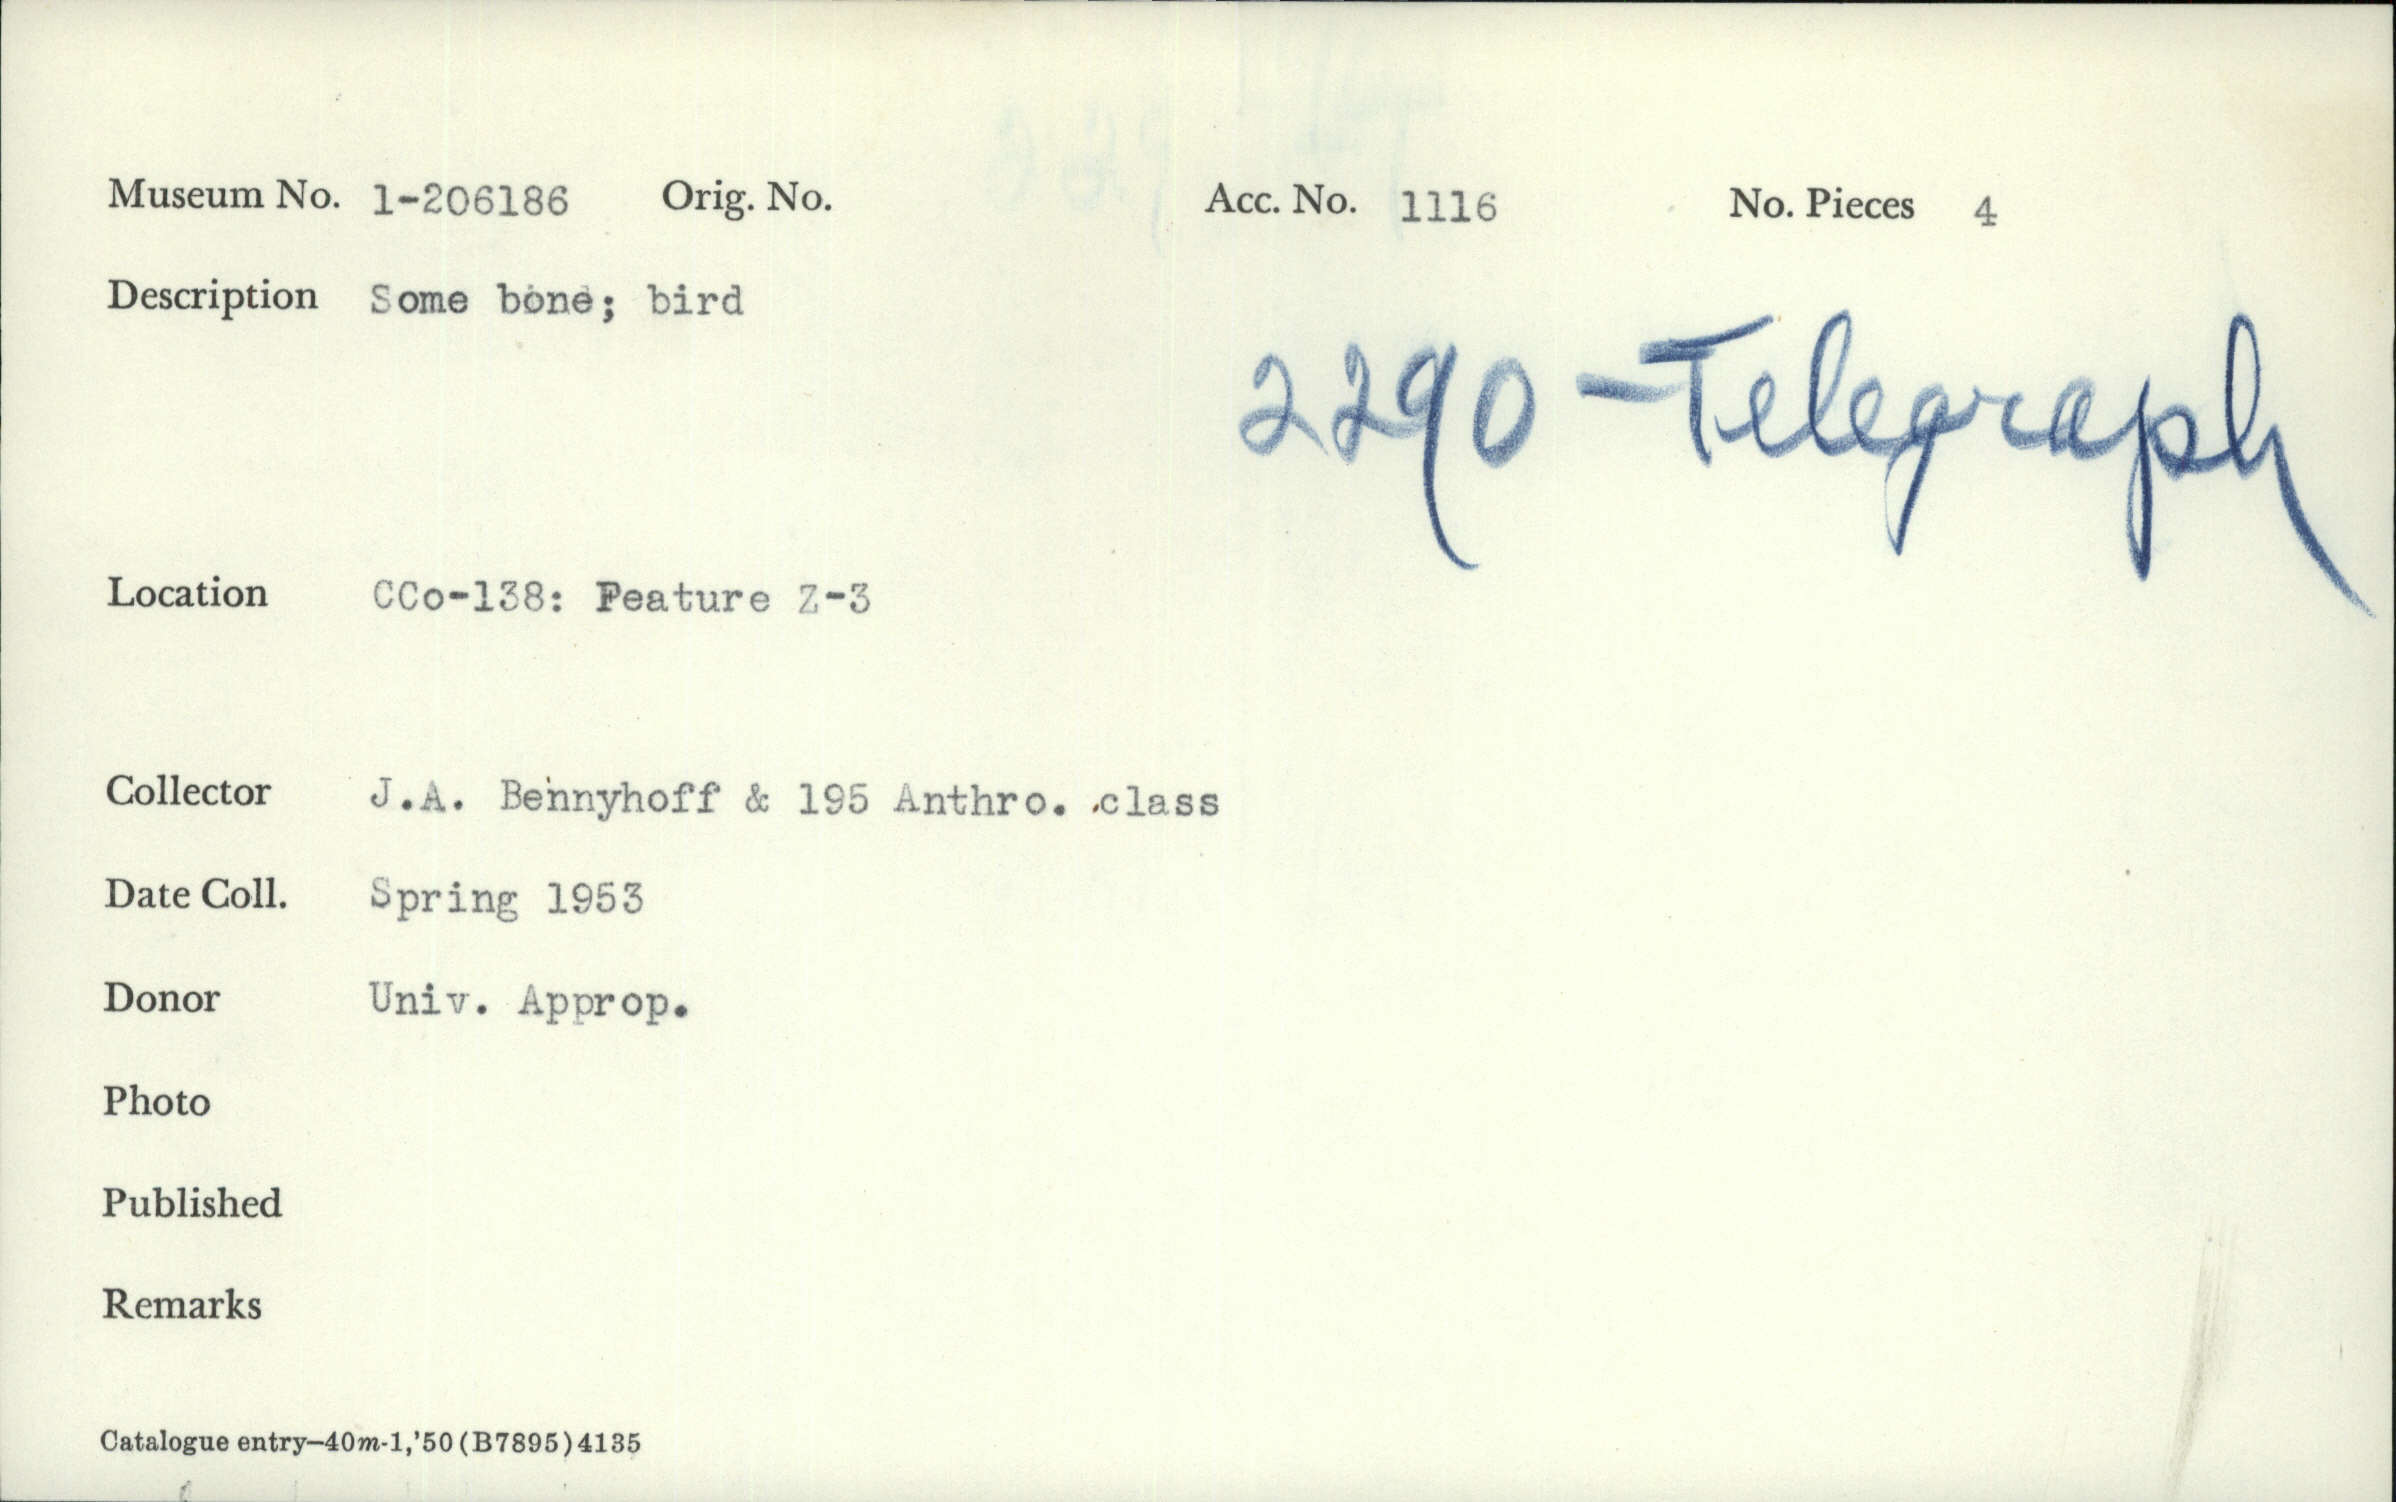 Museum No. 1-206186 Orig. No. Acc. No. 1116 No. Pieces 4
Description Some bone; bird
2290 - Telegraph
Location CCo-138: Feature Z-3
Collector J.A. Bennyhoff & 195 Anthro. class
Date Coll. Spring 1953
Donor Univ. Approp.
Photo
Published
Remarks
Catalogue entry—40m-1,'50(B7895)4135